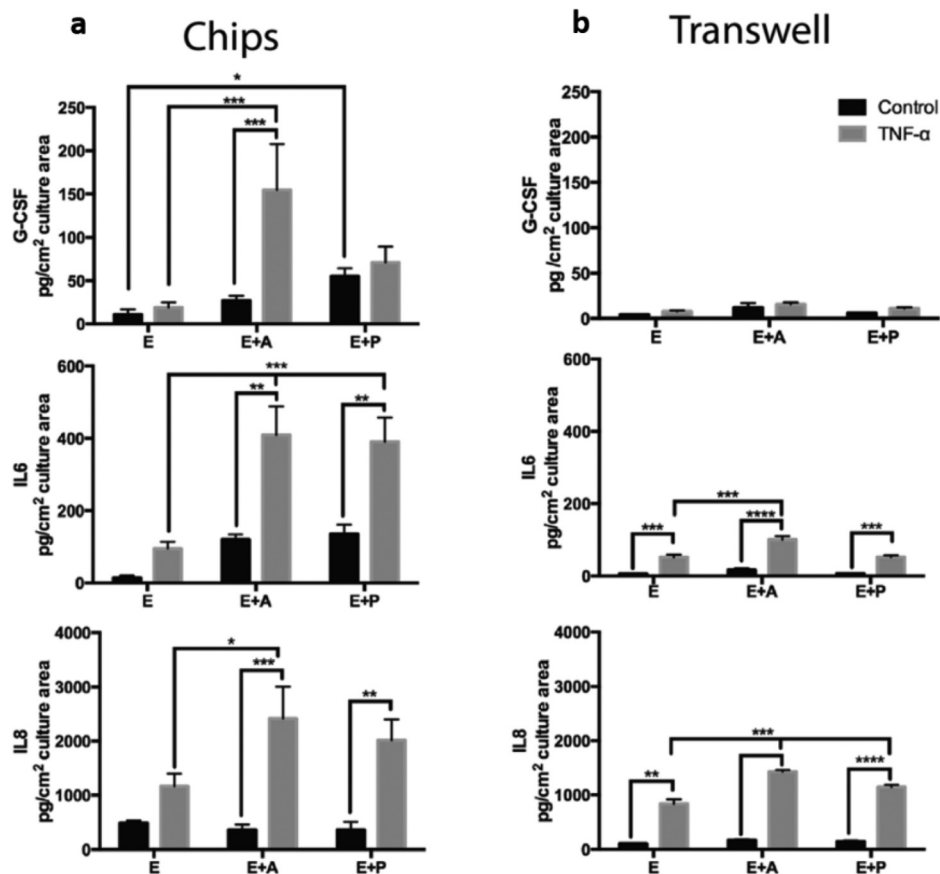 a
Chips
*
***
***
G-CSF
pg/cm² culture area
250
200
150
100
50
0
E
E+A
E+P
***
**
**
IL6
pg/cm² culture area
600
400
200
0
E
E+A
E+P
*
***
**
IL8
pg/cm² culture area
4000
3000
2000
1000
0
E
E+A
E+P
b
Transwell
Control
TNF-α
G-CSF
pg /cm² culture area
250
200
150
100
50
0
E
E+A
E+P
***
***
****
***
IL6
pg/cm² culture area
600
400
200
0
E
E+A
E+P
***
**
****
IL8
pg/cm² culture area
4000
3000
2000
1000
0
E
E+A
E+P